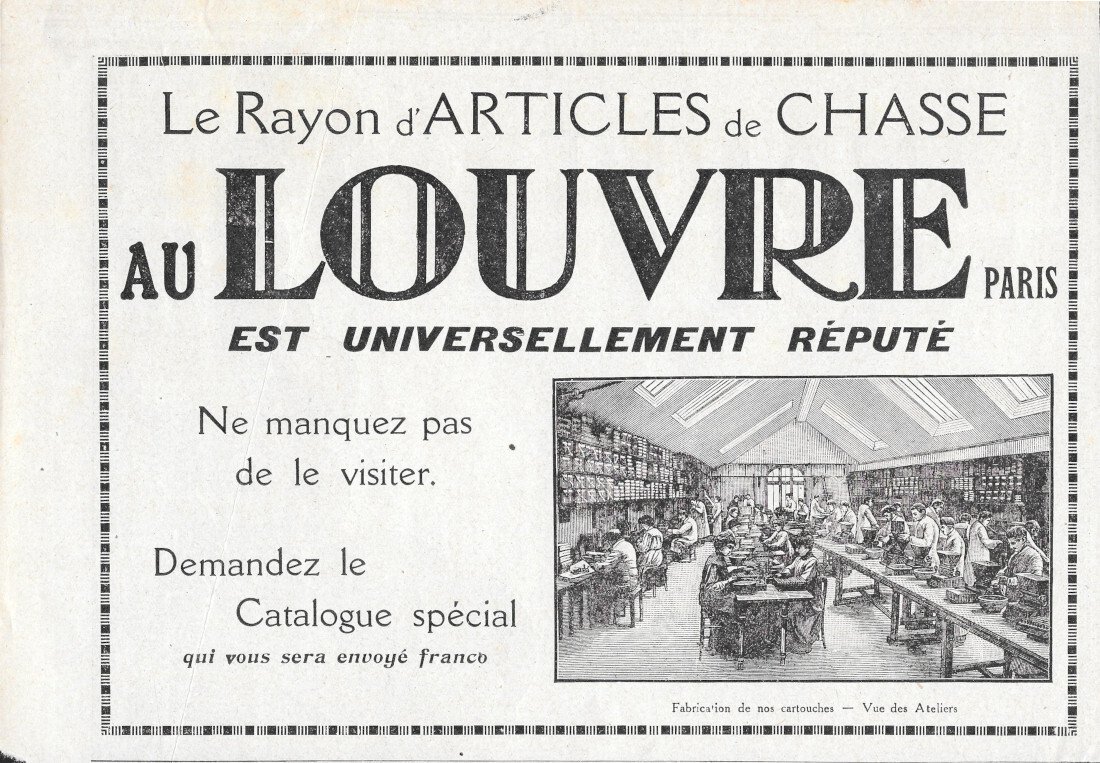 Le Rayon d'ARTICLES de CHASSE
AU LOUVRE PARIS
EST UNIVERSELLEMENT RÉPUTÉ
Ne manquez pas
de le visiter.
Demandez le
Catalogue spécial
qui vous sera envoyé franco
Fabrication de nos cartouches — Vue des Ateliers